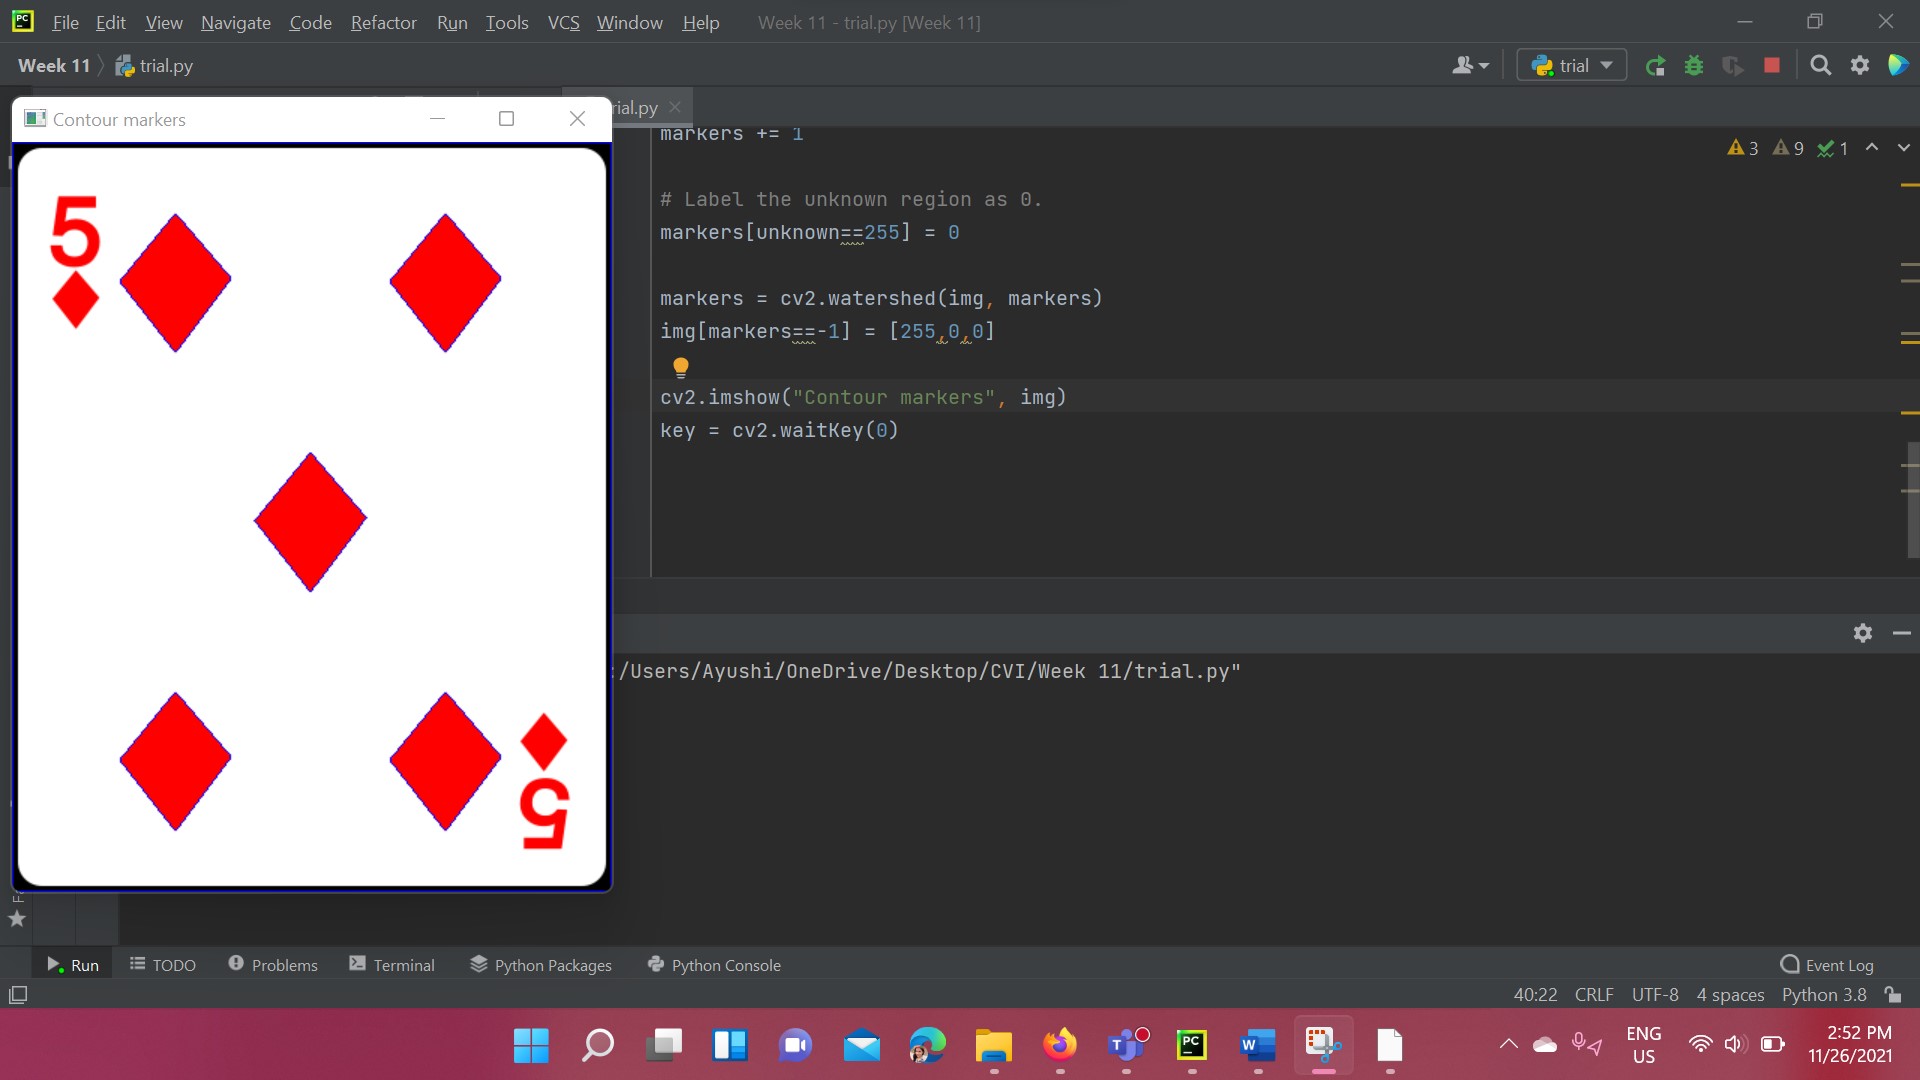 File Edit View Navigate Code Refactor Run Tools VCS Window Help Week 11 - trial.py [Week 11]
Week 11 trial.py
trial
Contour markers
rial.py
markers += 1
3 9 1
# Label the unknown region as 0.
markers[unknown==255] = 0
markers = cv2.watershed(img, markers)
img[markers==-1] = [255,0,0]
cv2.imshow("Contour markers", img)
key = cv2.waitKey(0)
5
5
:/Users/Ayushi/OneDrive/Desktop/CVI/Week 11/trial.py"
Run TODO Problems Terminal Python Packages Python Console Event Log
40:22 CRLF UTF-8 4 spaces Python 3.8
ENG
US
2:52 PM
11/26/2021